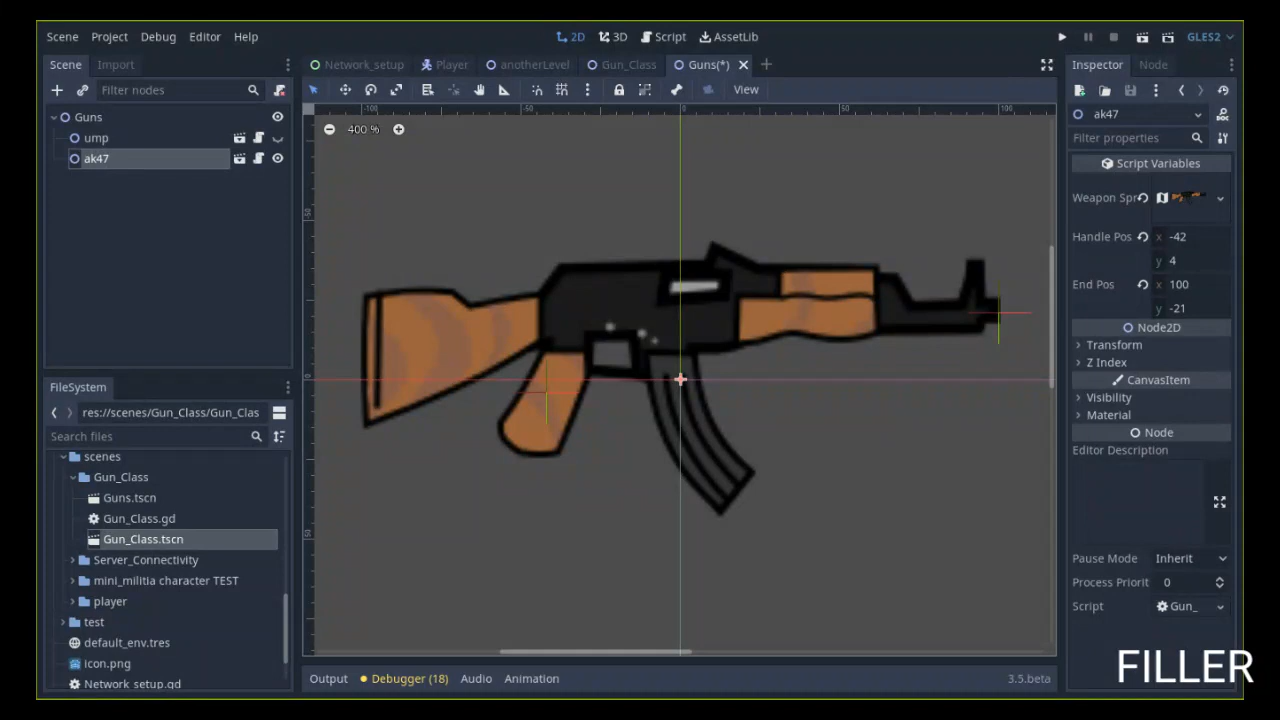 Scene Project Debug Editor Help 2D 3D Script AssetLib GLES2
Scene Import Network_setup Player anotherLevel Gun_Class Guns(*) Inspector Node
Filter nodes View
Guns ak47
ump 400 % Filter properties
ak47 Script Variables
Weapon Spr
Handle Pos x -42
y 4
End Pos x 100
y -21
Node2D
Transform
Z Index
CanvasItem
FileSystem Visibility
res://scenes/Gun_Class/Gun_Clas Material
Search files Node
scenes Editor Description
Gun_Class
Guns.tscn
Gun_Class.gd
Gun_Class.tscn
Server_Connectivity Pause Mode Inherit
mini_militia character TEST Process Priorit 0
player Script Gun_
test
default_env.tres
icon.png FILLER
Network_setup.gd Output Debugger (18) Audio Animation 3.5.beta